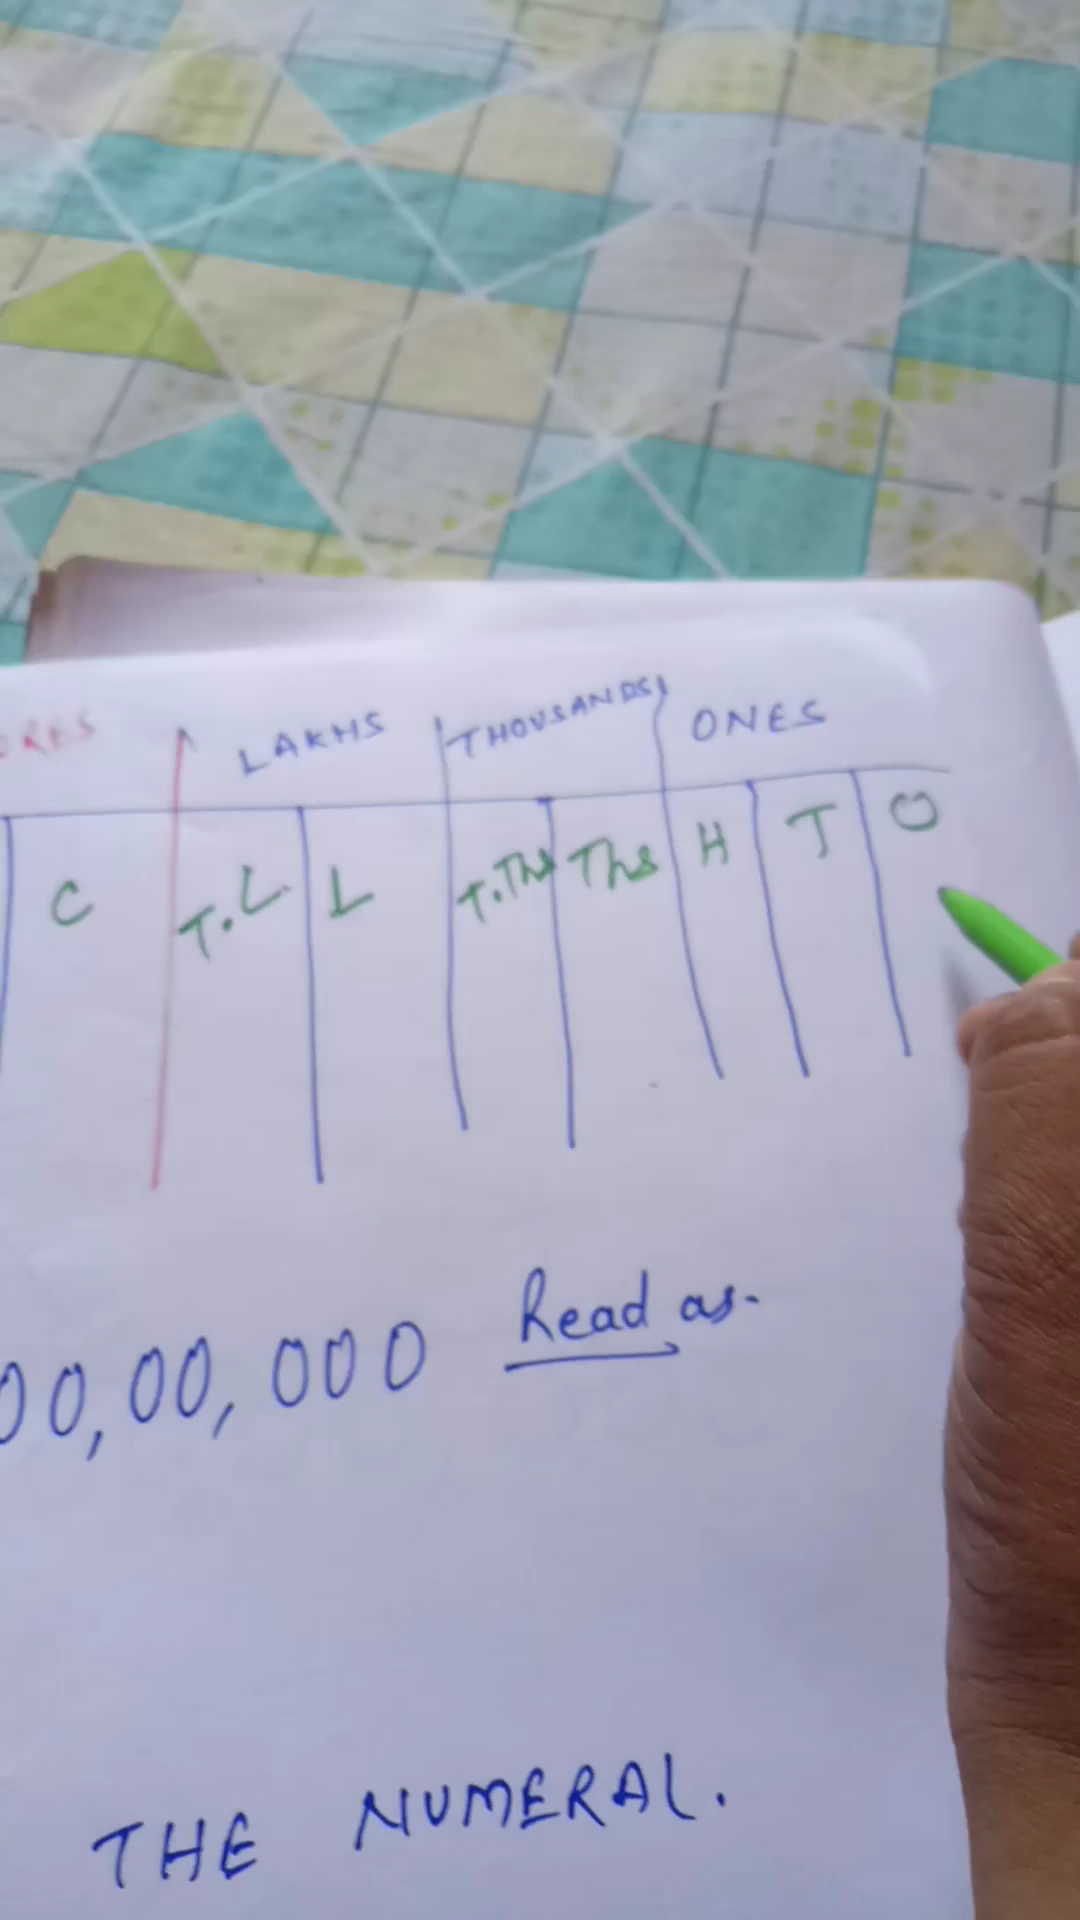 LAKHS THOUSANDS ONES
C T.L L T.Ths Ths H T O
00,00,000 Read as-
THE NUMERAL.